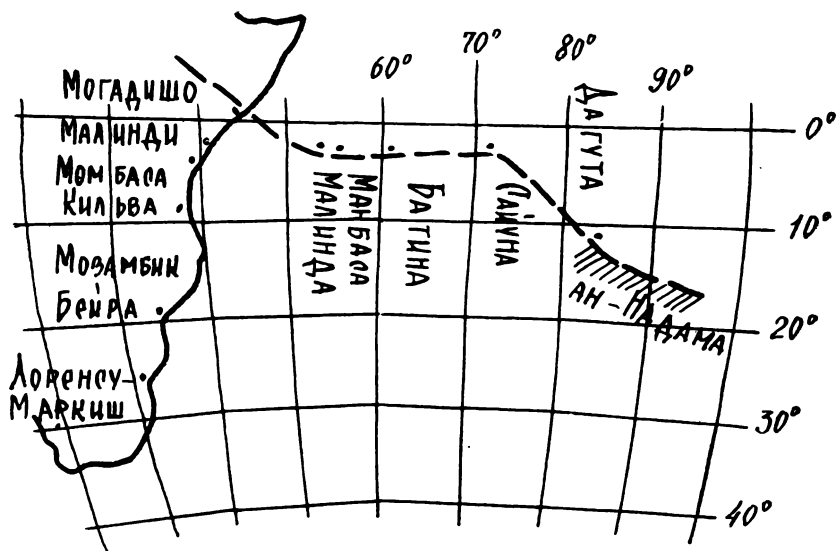 60°
70°
80°
90°
Могадишо
Малинди
Момбаса
Кильва
Мозамбик
Бейра
Лоренсу-
Маркиш
Малинда
Манбаса
Батина
Сайуна
Дагута
Ан-Надама
0°
10°
20°
30°
40°